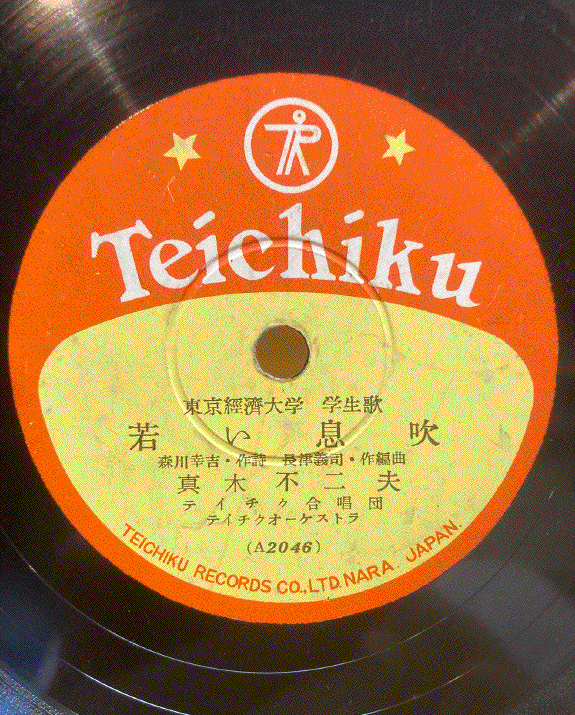 Teichiku
東京經濟大学 学生歌
若い息吹
森川幸吉・作詩 長津義司・作編曲
真木不二夫
テイチク合唱団
テイチクオーケストラ
(A2046)
TEICHIKU RECORDS CO.,LTD. NARA. JAPAN.